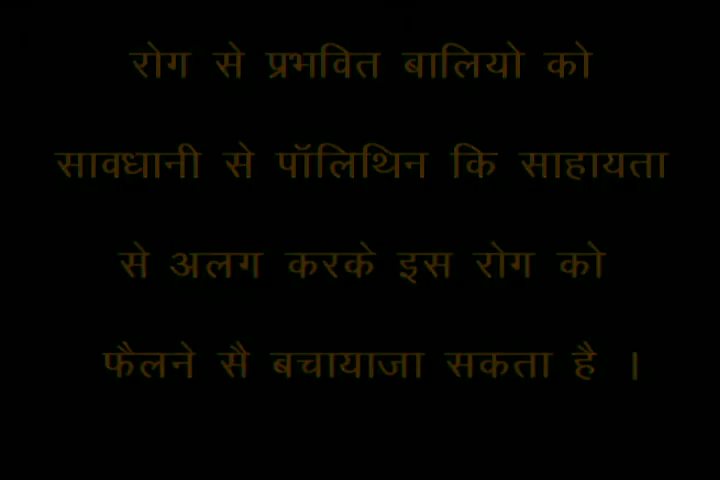 रोग से प्रभवित बालियो को
सावधानी से पॉलिथिन कि साहायता
से अलग करके इस रोग को
फैलने सै बचायाजा सकता है ।